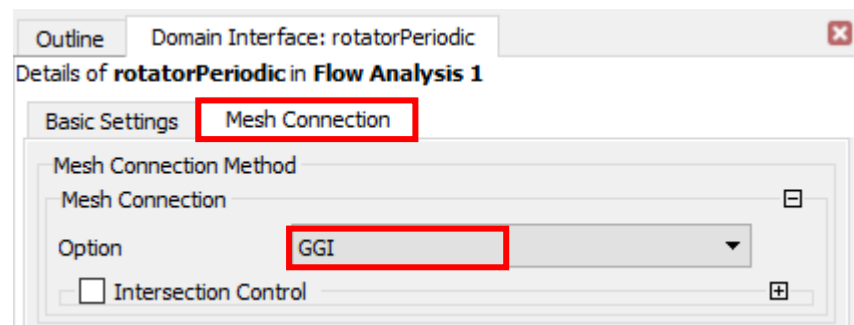 Outline Domain Interface: rotatorPeriodic
Details of rotatorPeriodic in Flow Analysis 1
Basic Settings Mesh Connection
Mesh Connection Method
Mesh Connection
Option GGI
Intersection Control